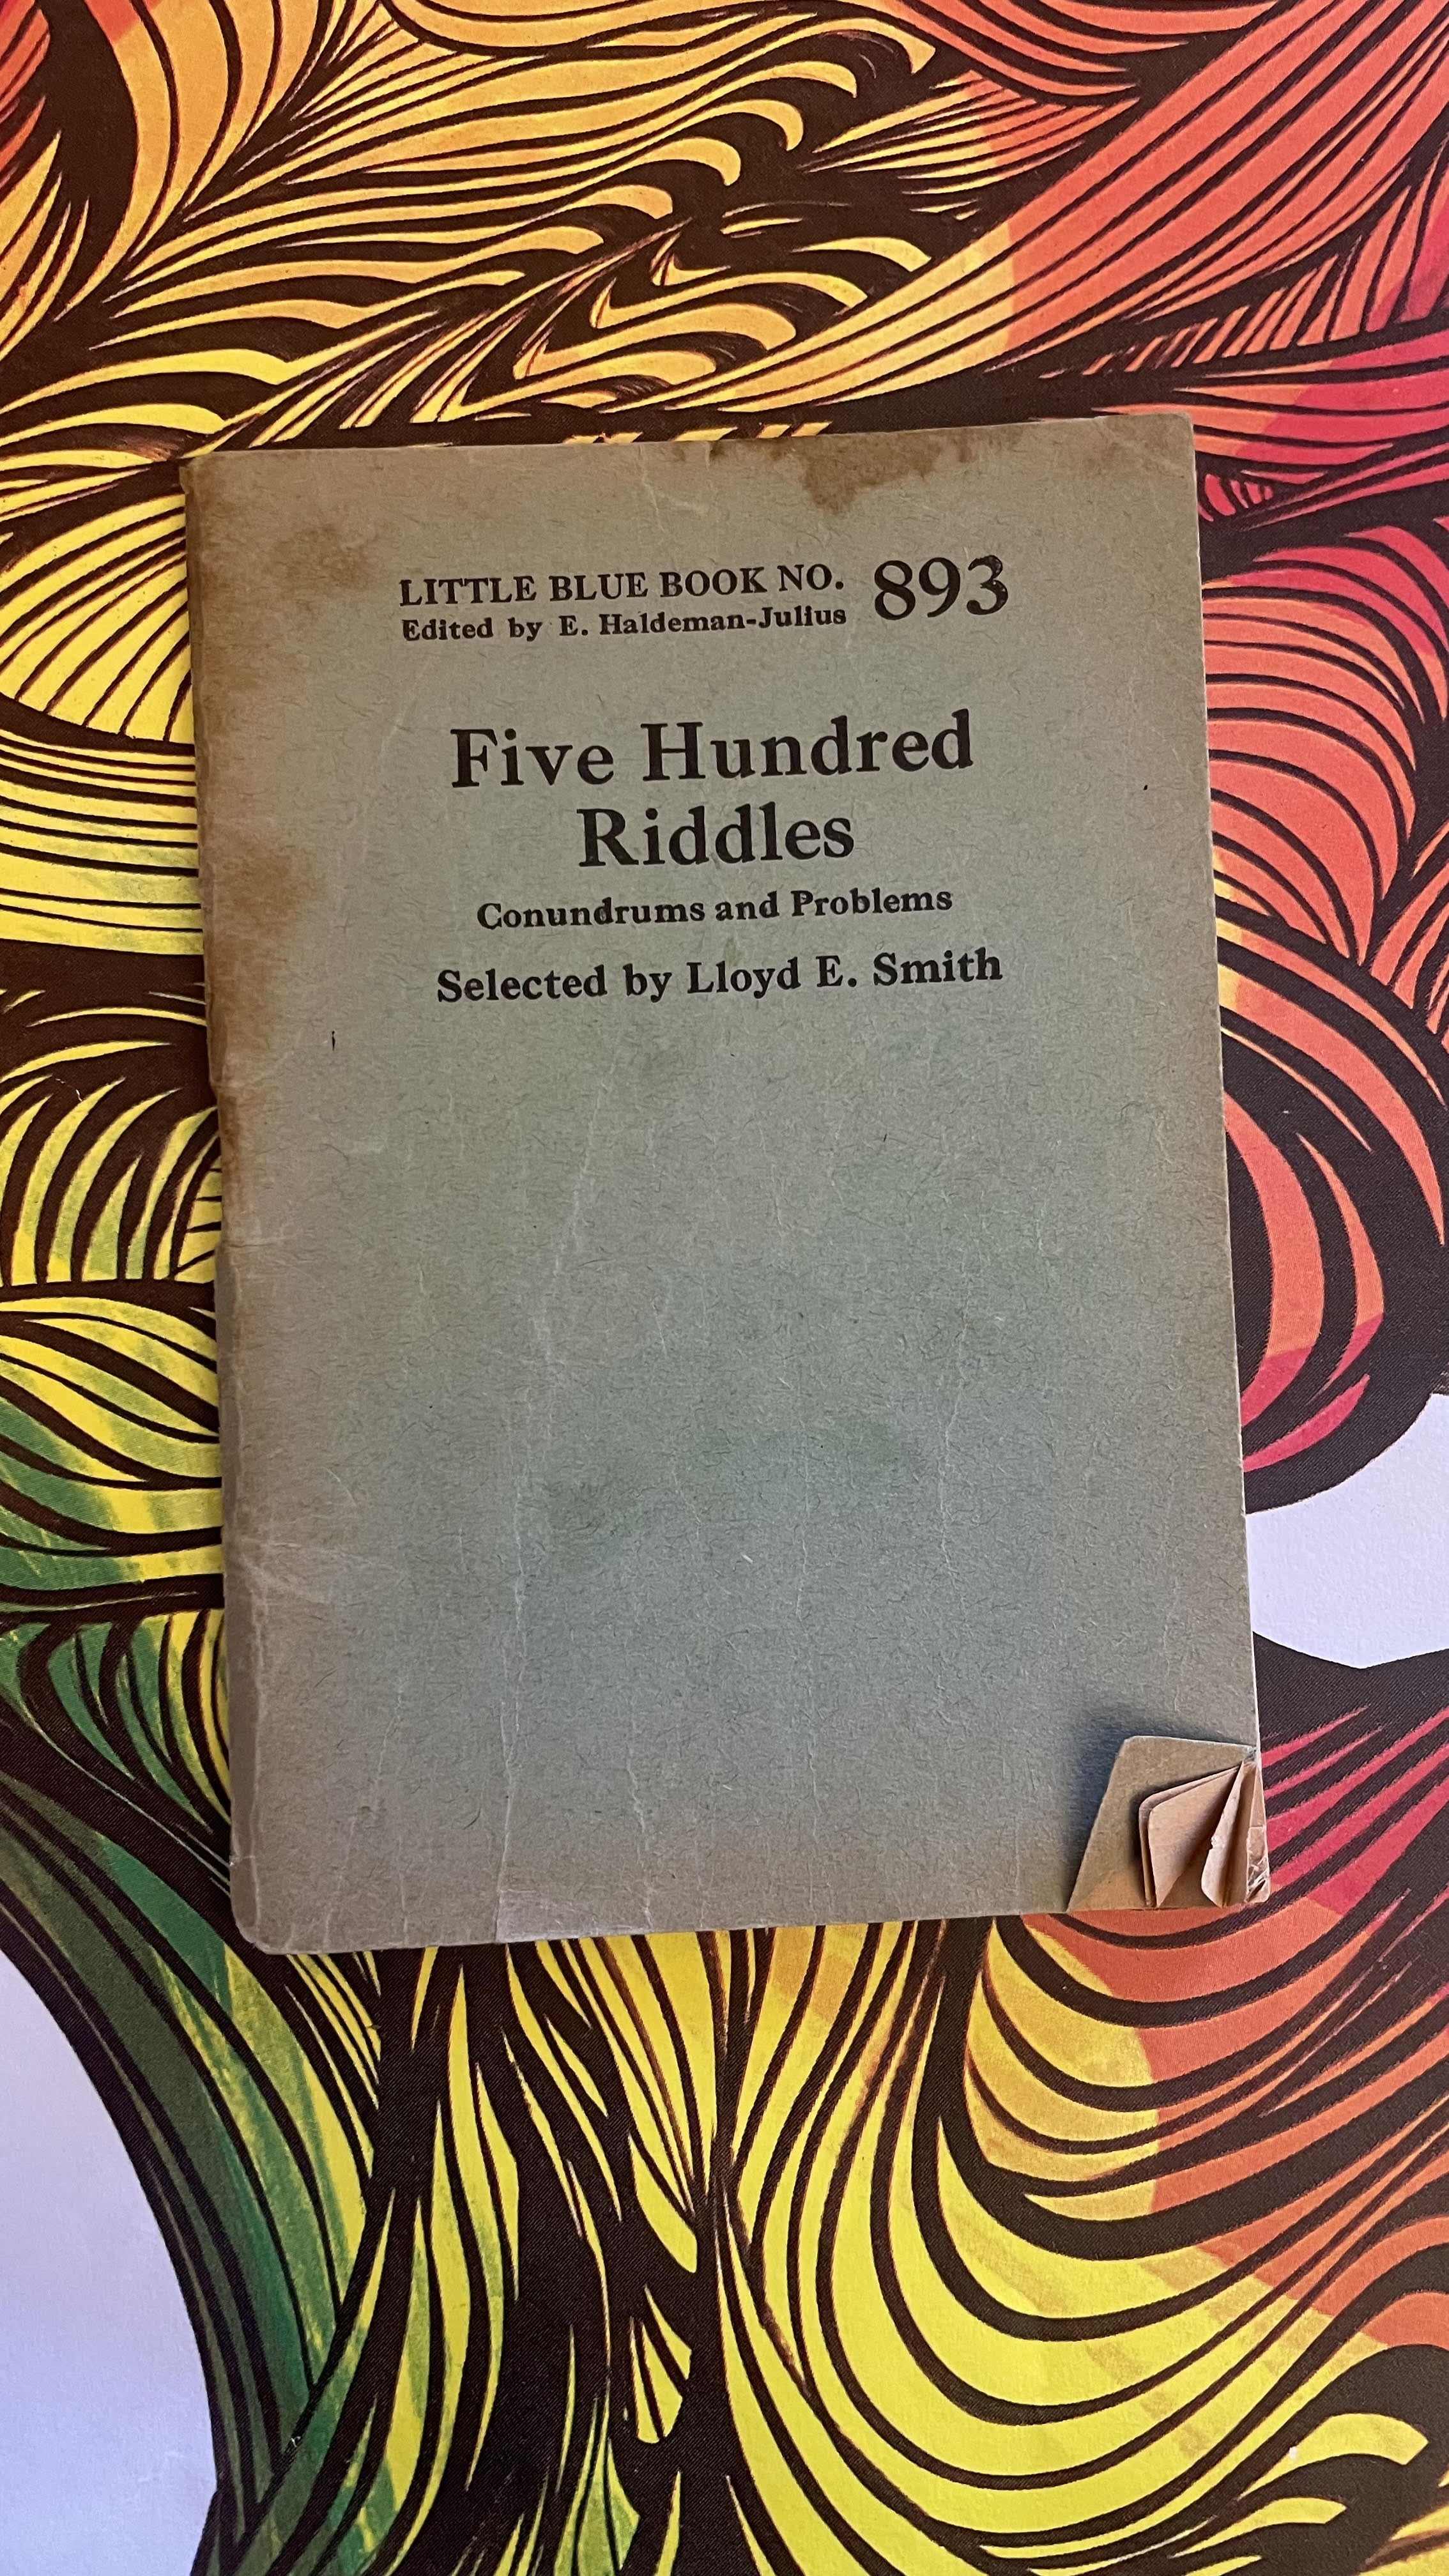 LITTLE BLUE BOOK NO. 893
Edited by E. Haldeman-Julius
Five Hundred
Riddles
Conundrums and Problems
Selected by Lloyd E. Smith